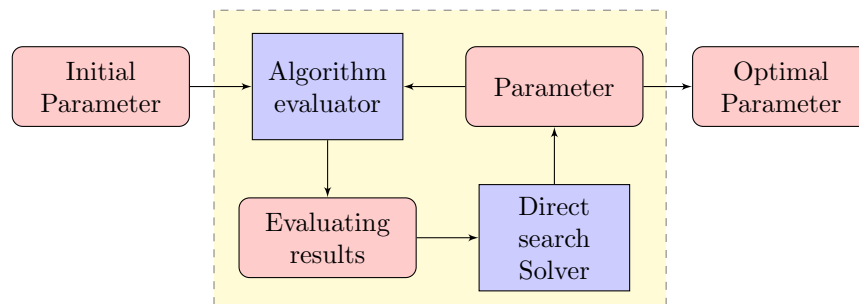 Initial
Parameter
Algorithm
evaluator
Parameter
Optimal
Parameter
Evaluating
results
Direct
search
Solver